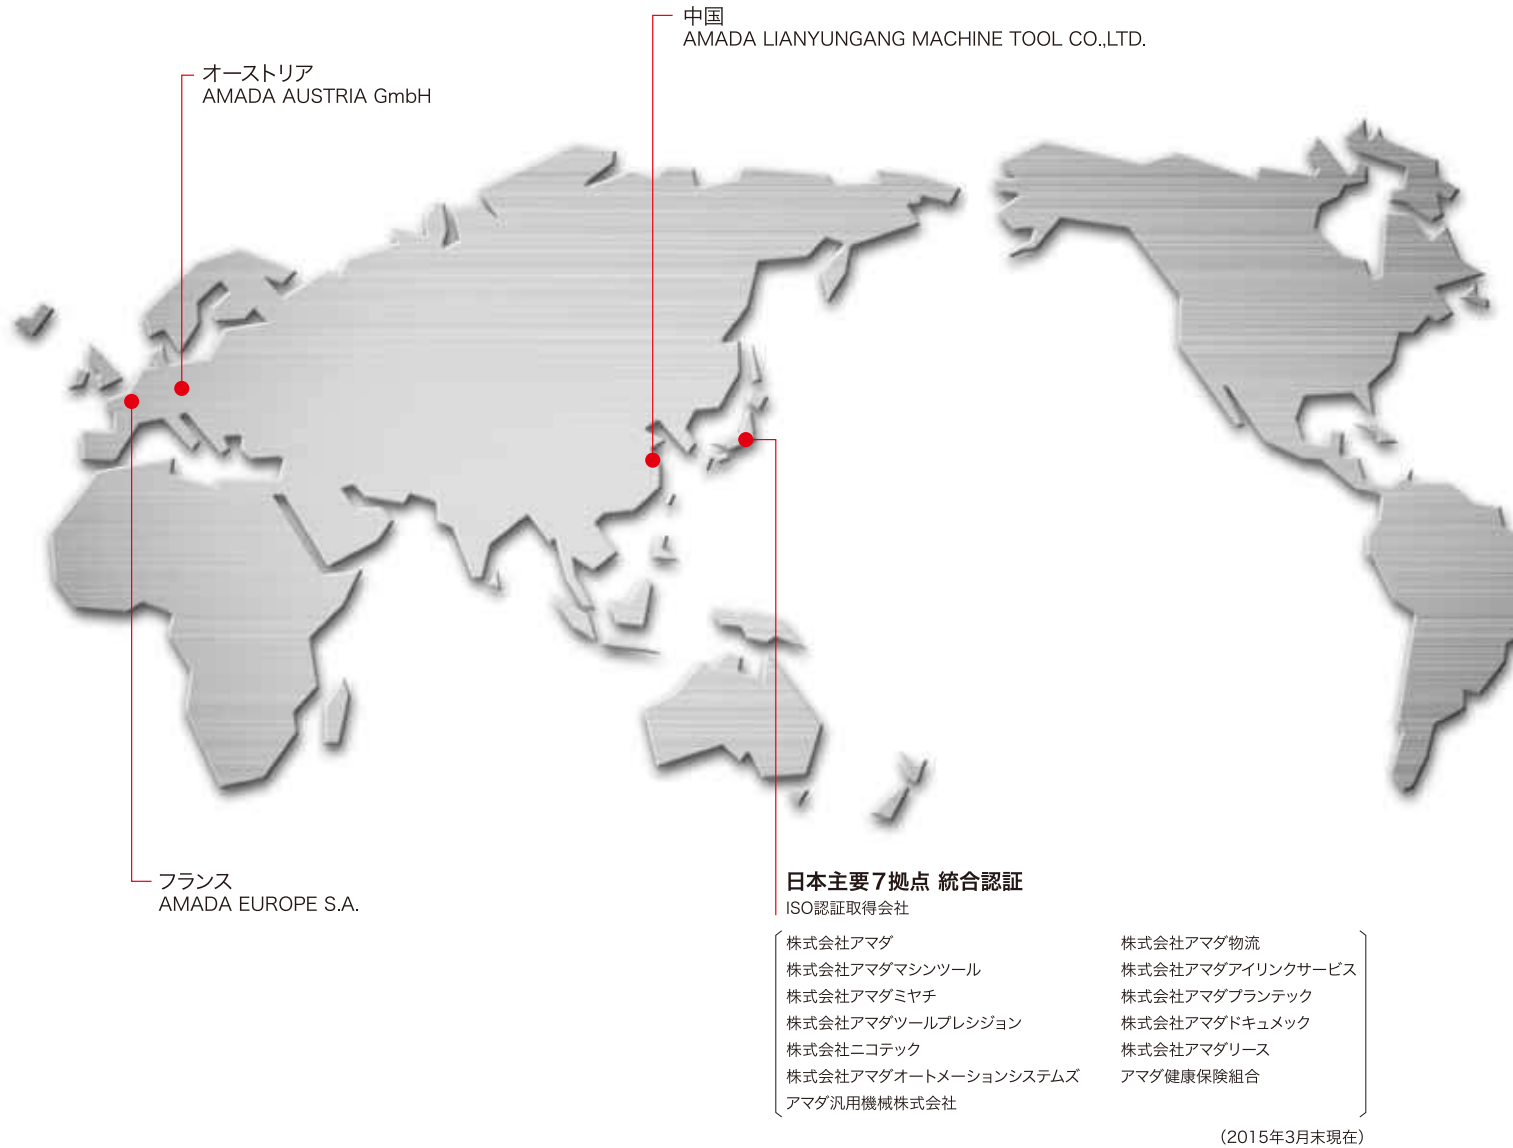 中国
AMADA LIANYUNGANG MACHINE TOOL CO.,LTD.
オーストリア
AMADA AUSTRIA GmbH
フランス
AMADA EUROPE S.A.
日本主要7拠点 統合認証
ISO認証取得会社
株式会社アマダ
株式会社アマダマシンツール
株式会社アマダミヤチ
株式会社アマダツールプレシジョン
株式会社ニコテック
株式会社アマダオートメーションシステムズ
アマダ汎用機械株式会社
株式会社アマダ物流
株式会社アマダアイリンクサービス
株式会社アマダプランテック
株式会社アマダドキュメック
株式会社アマダリース
アマダ健康保険組合
（2015年3月末現在）